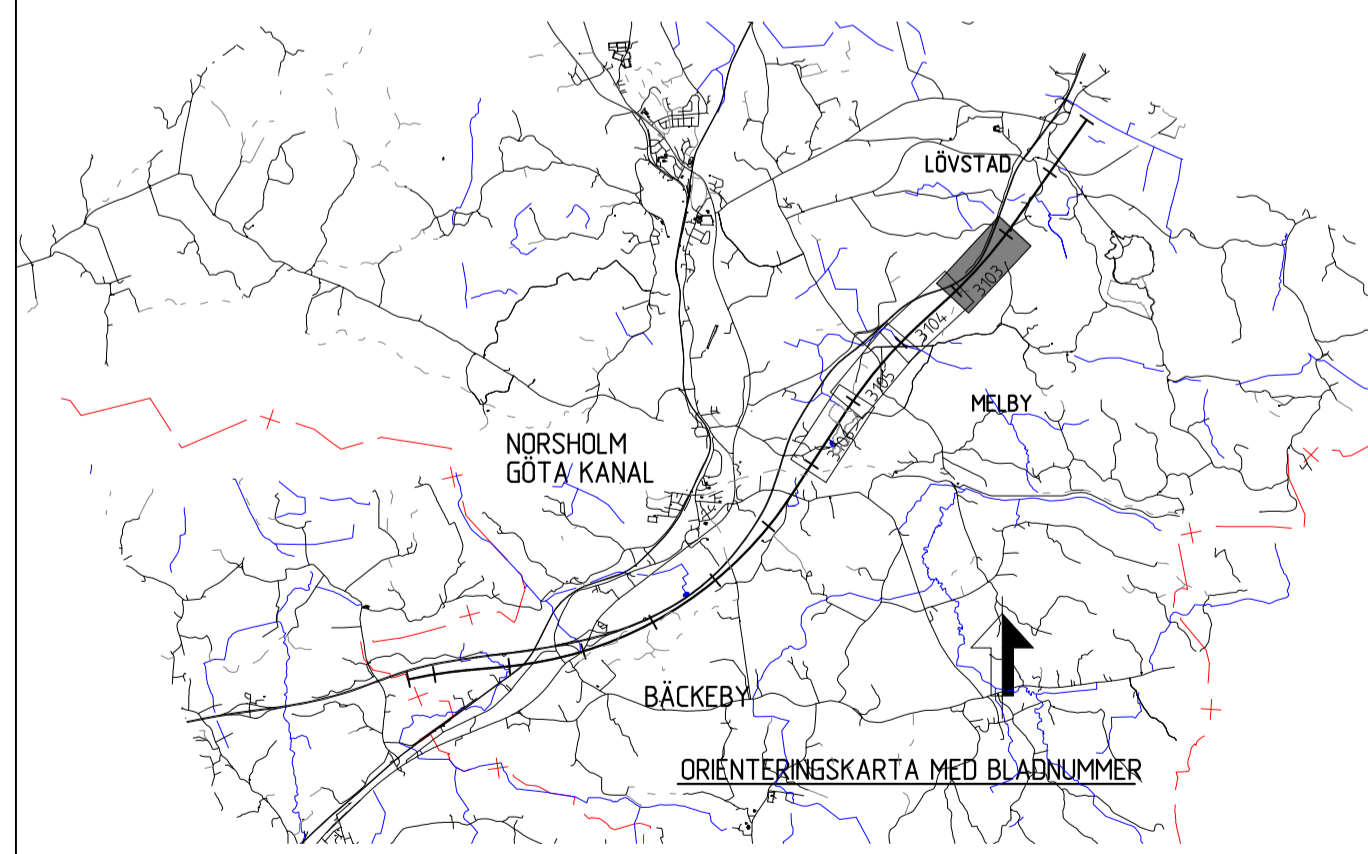 LÖVSTAD
3103
3104
3105
3106
MELBY
NORSHOLM
GÖTA KANAL
BÄCKEBY
ORIENTERINGSKARTA MED BLADNUMMER